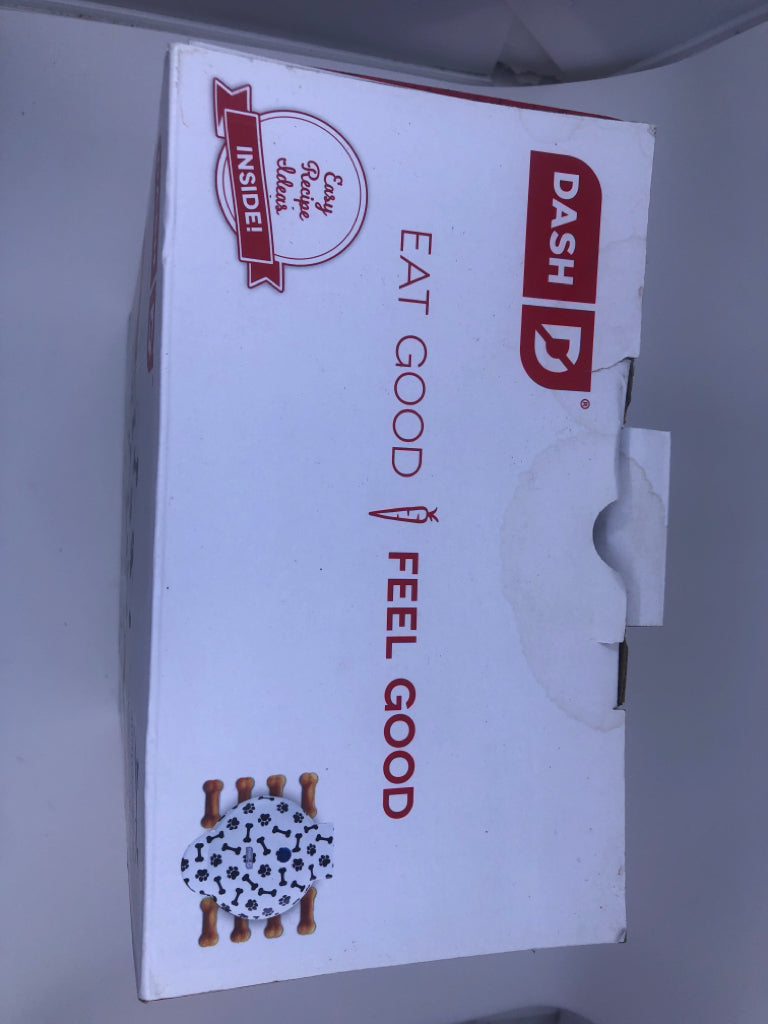 DASH
®
EAT GOOD FEEL GOOD
Easy
Recipe
Ideas
INSIDE!